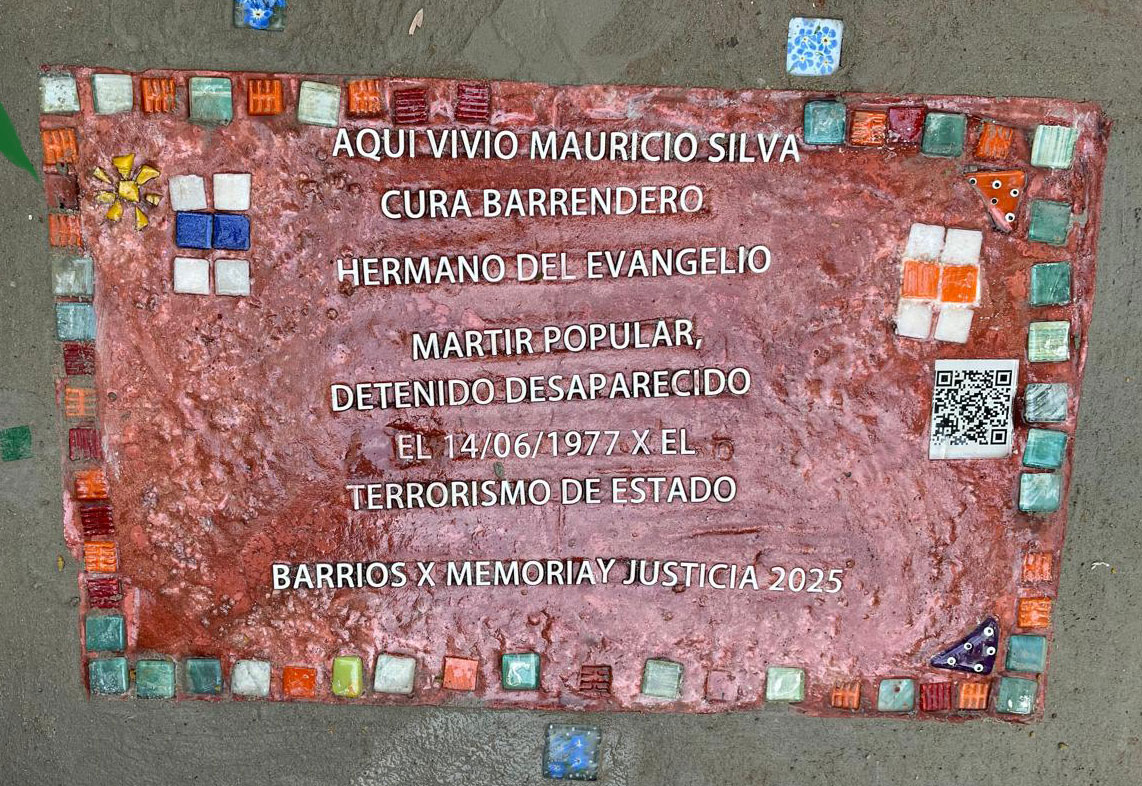 AQUI VIVIO MAURICIO SILVA
CURA BARRENDERO
HERMANO DEL EVANGELIO
MARTIR POPULAR,
DETENIDO DESAPARECIDO
EL 14/06/1977 X EL
TERRORISMO DE ESTADO
BARRIOS X MEMORIAY JUSTICIA 2025